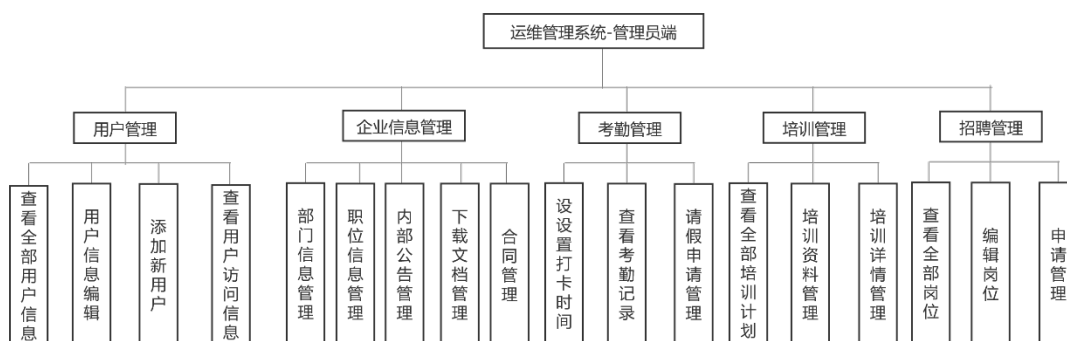 运维管理系统-管理员端
用户管理
企业信息管理
考勤管理
培训管理
招聘管理
查看全部用户信息
用户信息编辑
添加新用户
查看用户访问信息
部门信息管理
职位信息管理
内部公告管理
下载文档管理
合同管理
设设置打卡时间
查看考勤记录
请假申请管理
查看全部培训计划
培训资料管理
培训详情管理
查看全部岗位
编辑岗位
申请管理